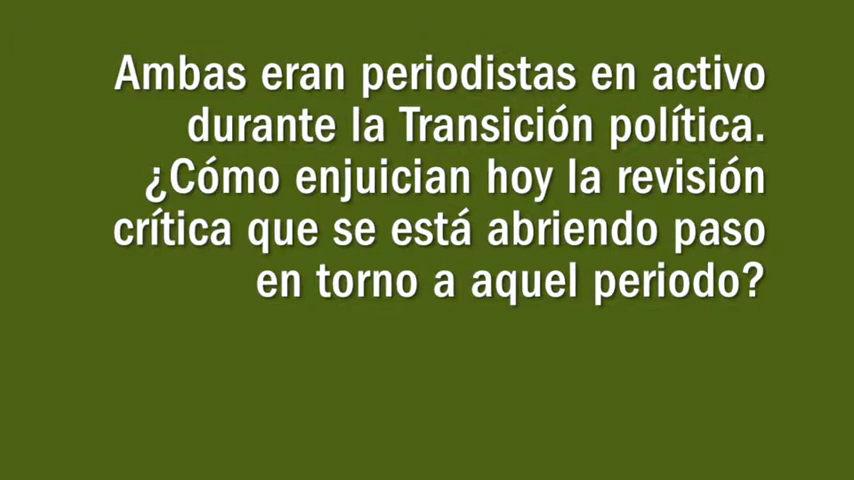 Ambas eran periodistas en activo
durante la Transición política.
¿Cómo enjuician hoy la revisión
crítica que se está abriendo paso
en torno a aquel periodo?